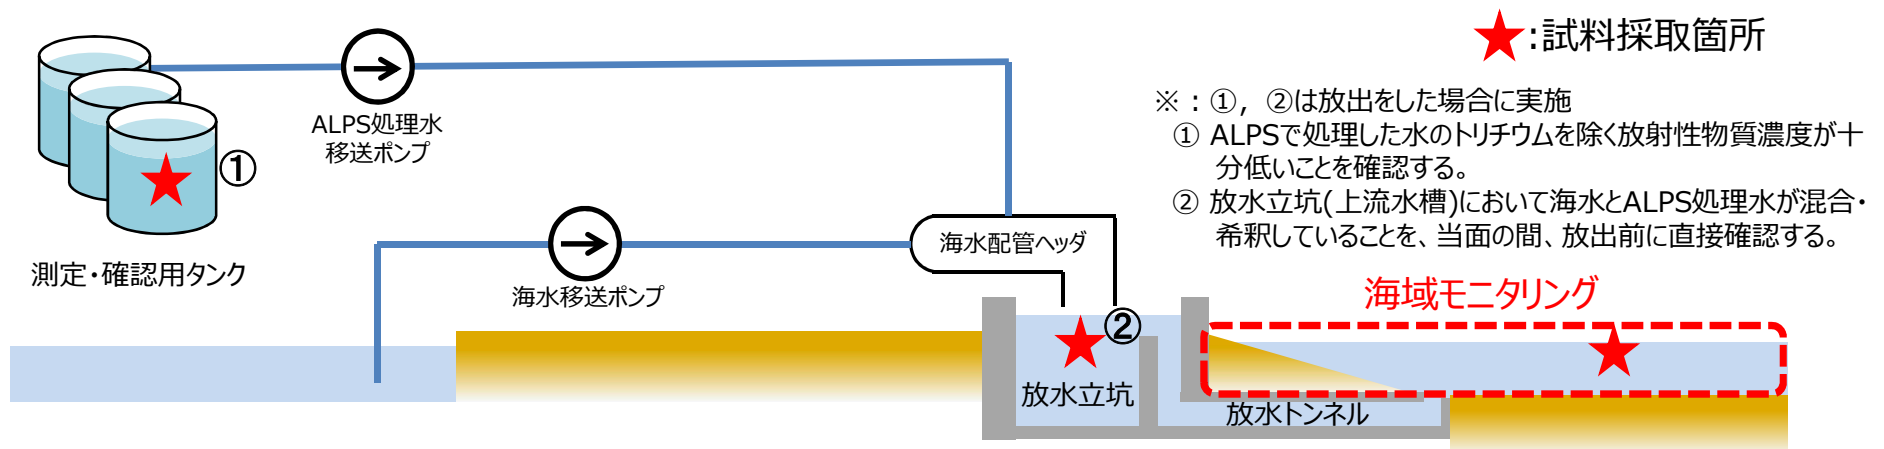 ★:試料採取箇所
※：①，②は放出をした場合に実施
① ALPSで処理した水のトリチウムを除く放射性物質濃度が十
分低いことを確認する。
② 放水立坑(上流水槽)において海水とALPS処理水が混合・
希釈していることを、当面の間、放出前に直接確認する。
ALPS処理水
移送ポンプ
①
測定・確認用タンク
海水配管ヘッダ
海水移送ポンプ
海域モニタリング
②
放水立坑
放水トンネル